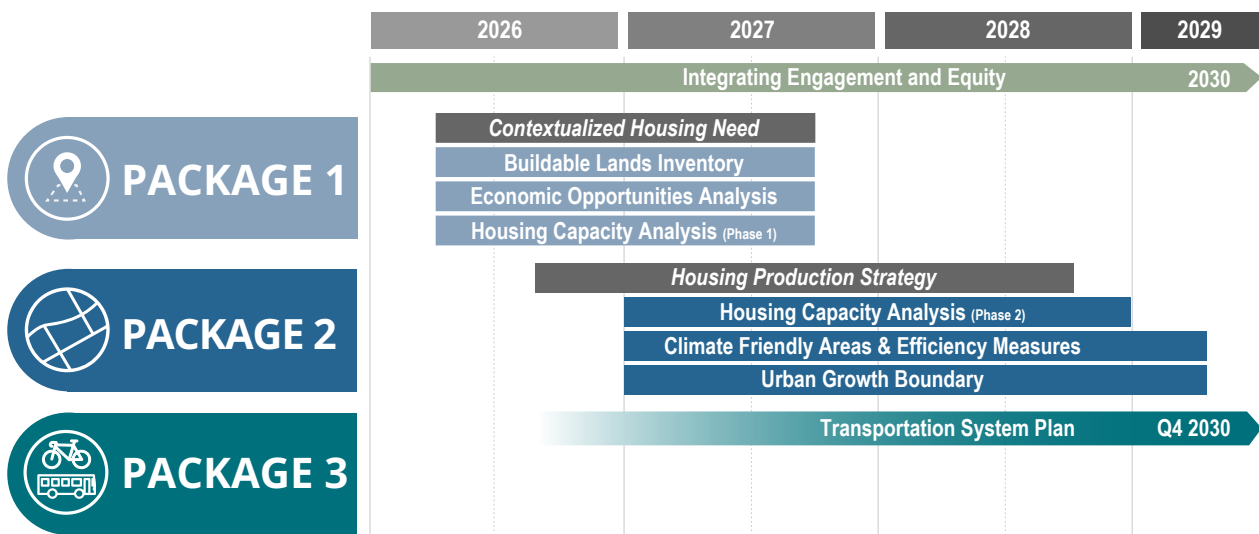 2026
2027
2028
2029
Integrating Engagement and Equity
2030
PACKAGE 1
Contextualized Housing Need
Buildable Lands Inventory
Economic Opportunities Analysis
Housing Capacity Analysis (Phase 1)
PACKAGE 2
Housing Production Strategy
Housing Capacity Analysis (Phase 2)
Climate Friendly Areas & Efficiency Measures
Urban Growth Boundary
PACKAGE 3
Transportation System Plan
Q4 2030